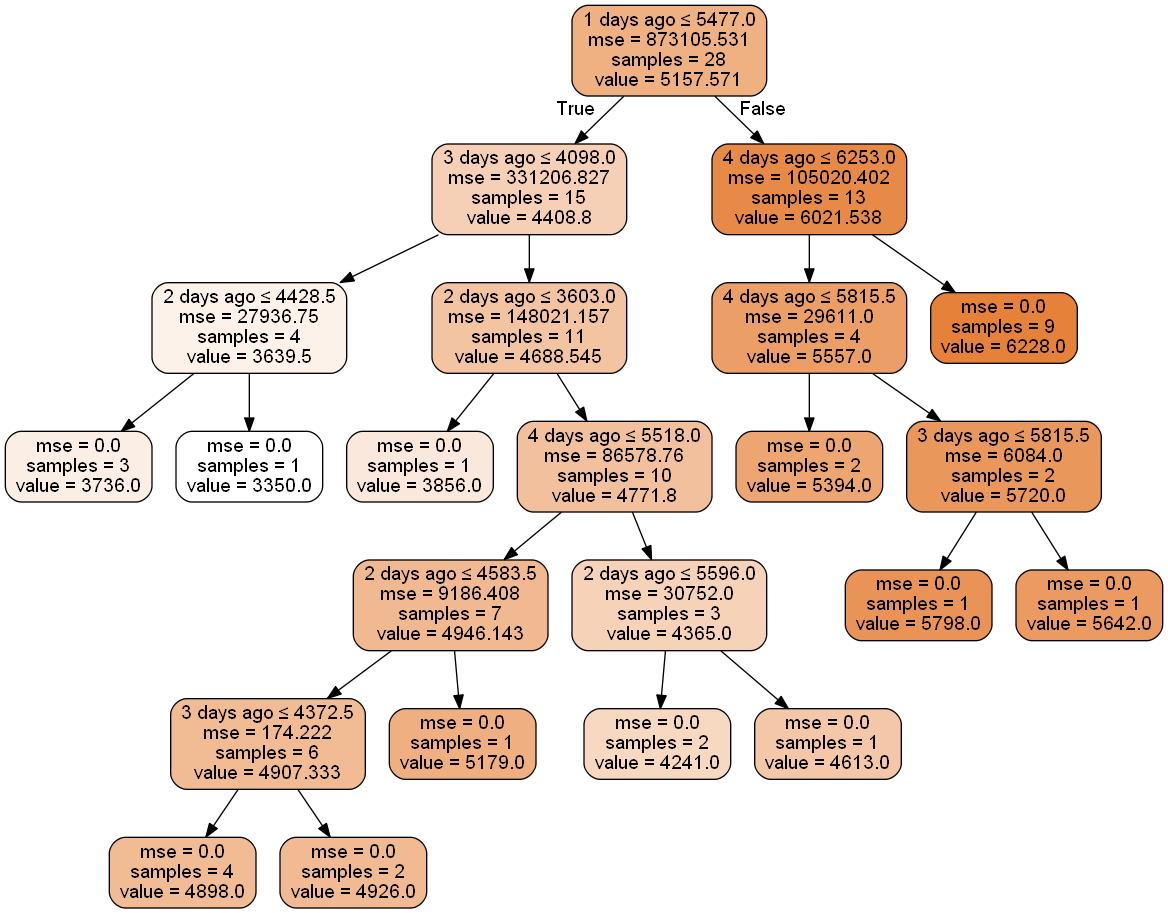 1 days ago ≤ 5477.0
mse = 873105.531
samples = 28
value = 5157.571
True
False
3 days ago ≤ 4098.0
mse = 331206.827
samples = 15
value = 4408.8
4 days ago ≤ 6253.0
mse = 105020.402
samples = 13
value = 6021.538
2 days ago ≤ 4428.5
mse = 27936.75
samples = 4
value = 3639.5
2 days ago ≤ 3603.0
mse = 148021.157
samples = 11
value = 4688.545
4 days ago ≤ 5815.5
mse = 29611.0
samples = 4
value = 5557.0
mse = 0.0
samples = 9
value = 6228.0
mse = 0.0
samples = 3
value = 3736.0
mse = 0.0
samples = 1
value = 3350.0
mse = 0.0
samples = 1
value = 3856.0
4 days ago ≤ 5518.0
mse = 86578.76
samples = 10
value = 4771.8
mse = 0.0
samples = 2
value = 5394.0
3 days ago ≤ 5815.5
mse = 6084.0
samples = 2
value = 5720.0
2 days ago ≤ 4583.5
mse = 9186.408
samples = 7
value = 4946.143
2 days ago ≤ 5596.0
mse = 30752.0
samples = 3
value = 4365.0
mse = 0.0
samples = 1
value = 5798.0
mse = 0.0
samples = 1
value = 5642.0
3 days ago ≤ 4372.5
mse = 174.222
samples = 6
value = 4907.333
mse = 0.0
samples = 1
value = 5179.0
mse = 0.0
samples = 2
value = 4241.0
mse = 0.0
samples = 1
value = 4613.0
mse = 0.0
samples = 4
value = 4898.0
mse = 0.0
samples = 2
value = 4926.0